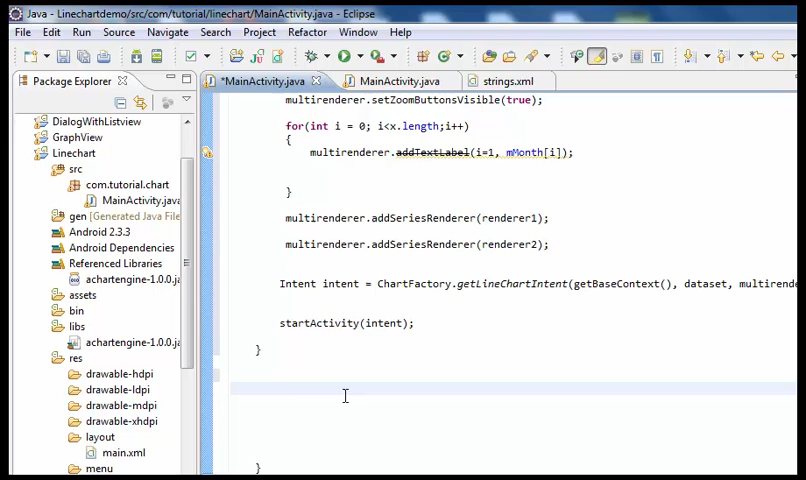 Java - Linechartdemo/src/com/tutorial/linechart/MainActivity.java - Eclipse
File Edit Run Source Navigate Search Project Refactor Window Help
Package Explorer
*MainActivity.java MainActivity.java strings.xml
DialogWithListview
GraphView
Linechart
src
com.tutorial.chart
MainActivity.java
gen [Generated Java File
Android 2.3.3
Android Dependencies
Referenced Libraries
achartengine-1.0.0.ja
assets
bin
libs
achartengine-1.0.0.ja
res
drawable-hdpi
drawable-ldpi
drawable-mdpi
drawable-xhdpi
layout
main.xml
menu
multirenderer.setZoomButtonsVisible(true);
for(int i = 0; i<x.length;i++)
{
multirenderer.addTextLabel(i=1, mMonth[i]);
}
multirenderer.addSeriesRenderer(renderer1);
multirenderer.addSeriesRenderer(renderer2);
Intent intent = ChartFactory.getLineChartIntent(getBaseContext(), dataset, multirende
startActivity(intent);
}
}